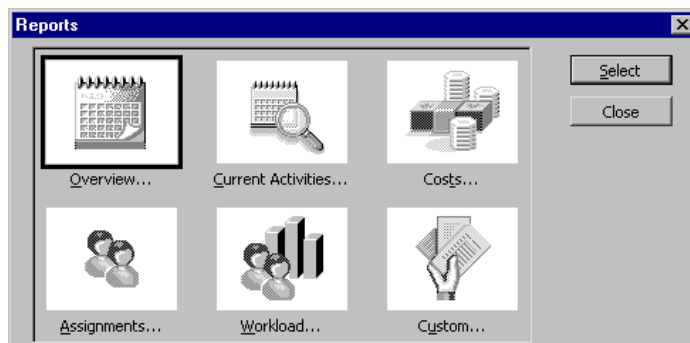 Reports
Select
Close
Overview...
Current Activities...
Costs...
Assignments...
Workload...
Custom...